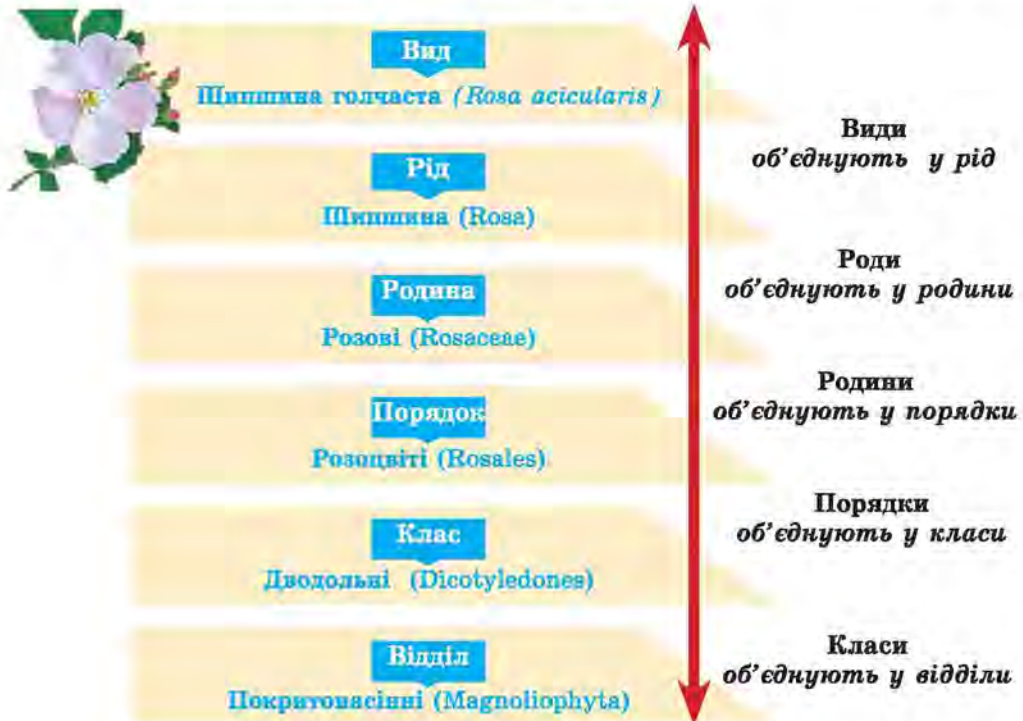 Вид
Шипшина голчаста (Rosa acicularis)
Види
об'єднують у рід
Рід
Шипшина (Rosa)
Роди
об'єднують у родини
Родина
Розові (Rosaceae)
Родини
об'єднують у порядки
Порядок
Розоцвіті (Rosales)
Порядки
об'єднують у класи
Клас
Дводольні (Dicotyledones)
Класи
об'єднують у відділи
Відділ
Покритонасінні (Magnoliophyta)